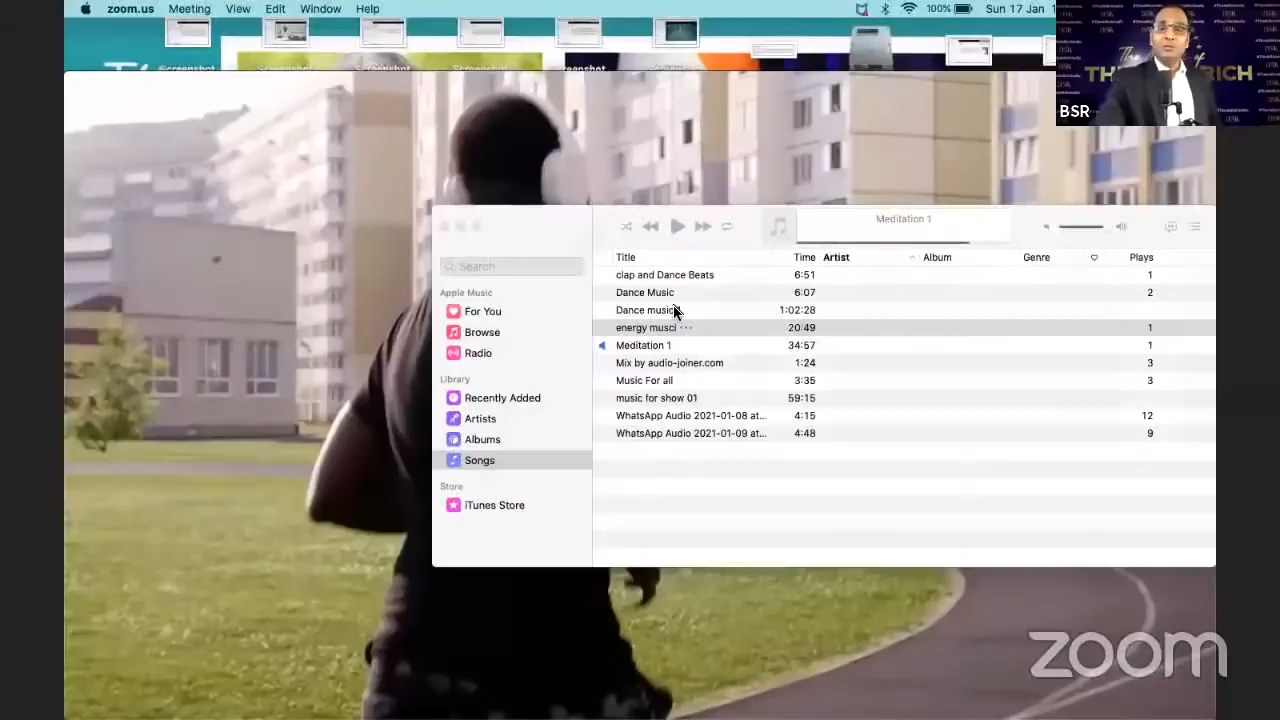 zoom.us Meeting View Edit Window Help 100% Sun 17 Jan
BSR
Meditation 1
Search
Title Time Artist Album Genre Plays
Apple Music
For You
Browse
Radio
Library
Recently Added
Artists
Albums
Songs
Store
iTunes Store
clap and Dance Beats 6:51 1
Dance Music 6:07 2
Dance music 1:02:28
energy musci ··· 20:49 1
Meditation 1 34:57 1
Mix by audio-joiner.com 1:24 3
Music For all 3:35 3
music for show 01 59:15
WhatsApp Audio 2021-01-08 at... 4:15 12
WhatsApp Audio 2021-01-09 at... 4:48 9
zoom